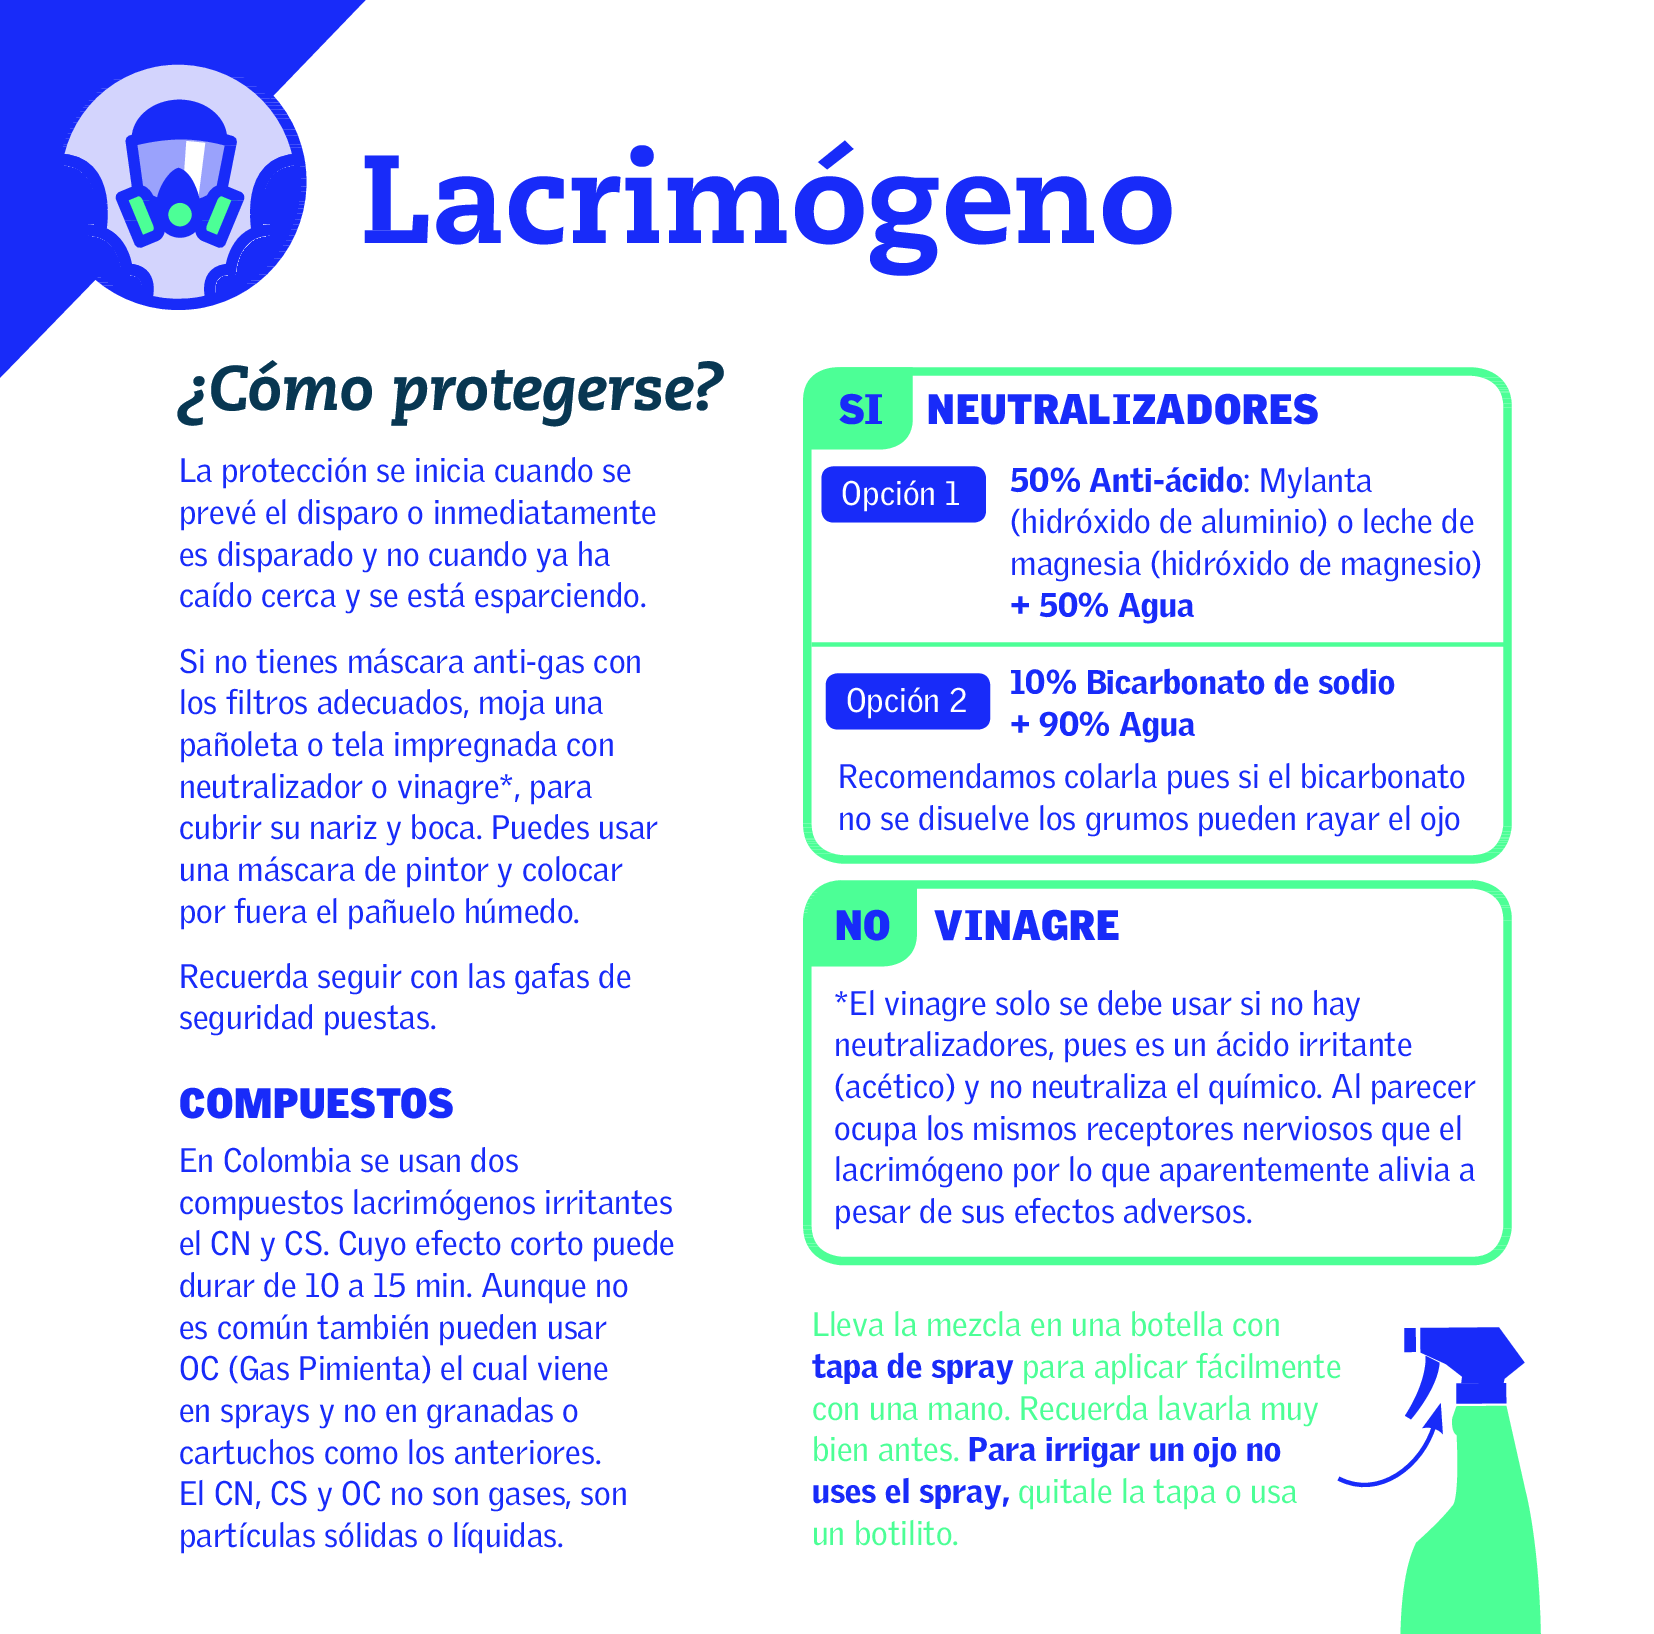 Lacrimógeno
¿Cómo protegerse?
La protección se inicia cuando se
prevé el disparo o inmediatamente
es disparado y no cuando ya ha
caído cerca y se está esparciendo.
Si no tienes máscara anti-gas con
los filtros adecuados, moja una
pañoleta o tela impregnada con
neutralizador o vinagre*, para
cubrir su nariz y boca. Puedes usar
una máscara de pintor y colocar
por fuera el pañuelo húmedo.
Recuerda seguir con las gafas de
seguridad puestas.
COMPUESTOS
En Colombia se usan dos
compuestos lacrimógenos irritantes
el CN y CS. Cuyo efecto corto puede
durar de 10 a 15 min. Aunque no
es común también pueden usar
OC (Gas Pimienta) el cual viene
en sprays y no en granadas o
cartuchos como los anteriores.
El CN, CS y OC no son gases, son
partículas sólidas o líquidas.
SI NEUTRALIZADORES
Opción 1 50% Anti-ácido: Mylanta
(hidróxido de aluminio) o leche de
magnesia (hidróxido de magnesio)
+ 50% Agua
Opción 2 10% Bicarbonato de sodio
+ 90% Agua
Recomendamos colarla pues si el bicarbonato
no se disuelve los grumos pueden rayar el ojo
NO VINAGRE
*El vinagre solo se debe usar si no hay
neutralizadores, pues es un ácido irritante
(acético) y no neutraliza el químico. Al parecer
ocupa los mismos receptores nerviosos que el
lacrimógeno por lo que aparentemente alivia a
pesar de sus efectos adversos.
Lleva la mezcla en una botella con
tapa de spray para aplicar fácilmente
con una mano. Recuerda lavarla muy
bien antes. Para irrigar un ojo no
uses el spray, quitale la tapa o usa
un botilito.